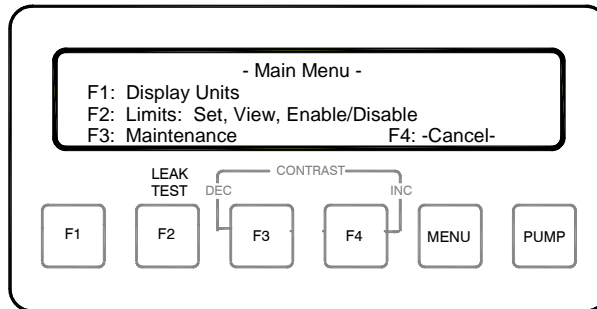 - Main Menu -
F1: Display Units
F2: Limits: Set, View, Enable/Disable
F3: Maintenance F4: -Cancel-
LEAK
TEST
CONTRAST
DEC
INC
F1
F2
F3
F4
MENU
PUMP